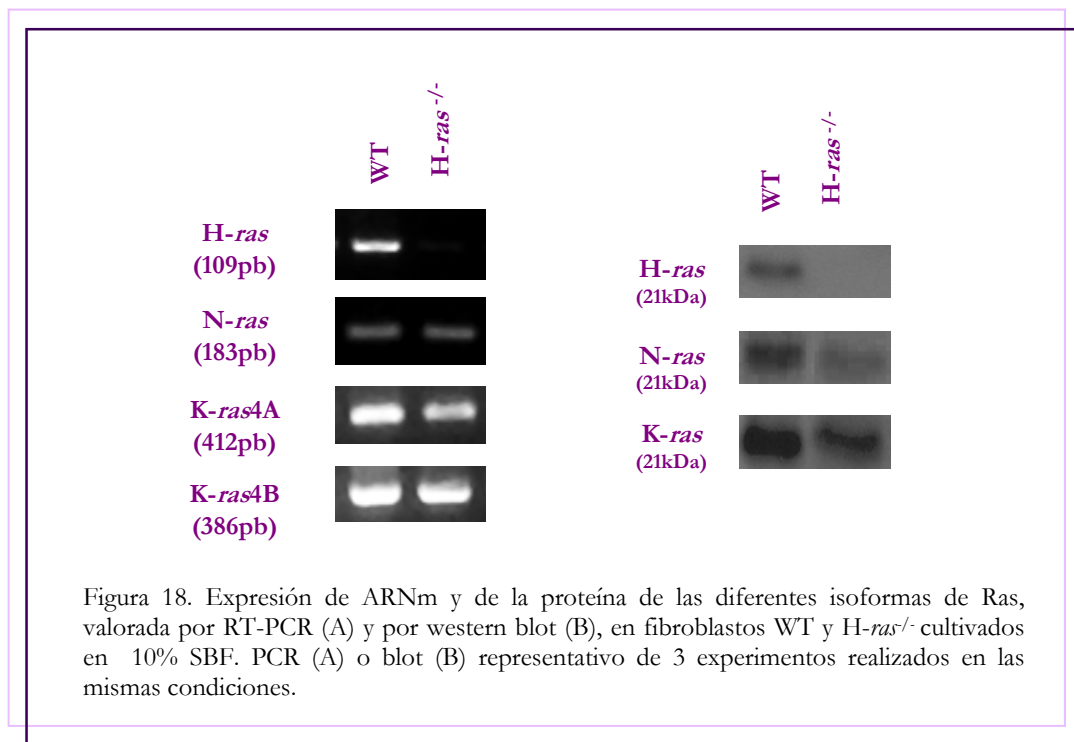 WT
H-ras -/-
H-ras
(109pb)
N-ras
(183pb)
K-ras4A
(412pb)
K-ras4B
(386pb)
WT
H-ras -/-
H-ras
(21kDa)
N-ras
(21kDa)
K-ras
(21kDa)
Figura 18. Expresión de ARNm y de la proteína de las diferentes isoformas de Ras,
valorada por RT-PCR (A) y por western blot (B), en fibroblastos WT y H-ras-/- cultivados
en 10% SBF. PCR (A) o blot (B) representativo de 3 experimentos realizados en las
mismas condiciones.